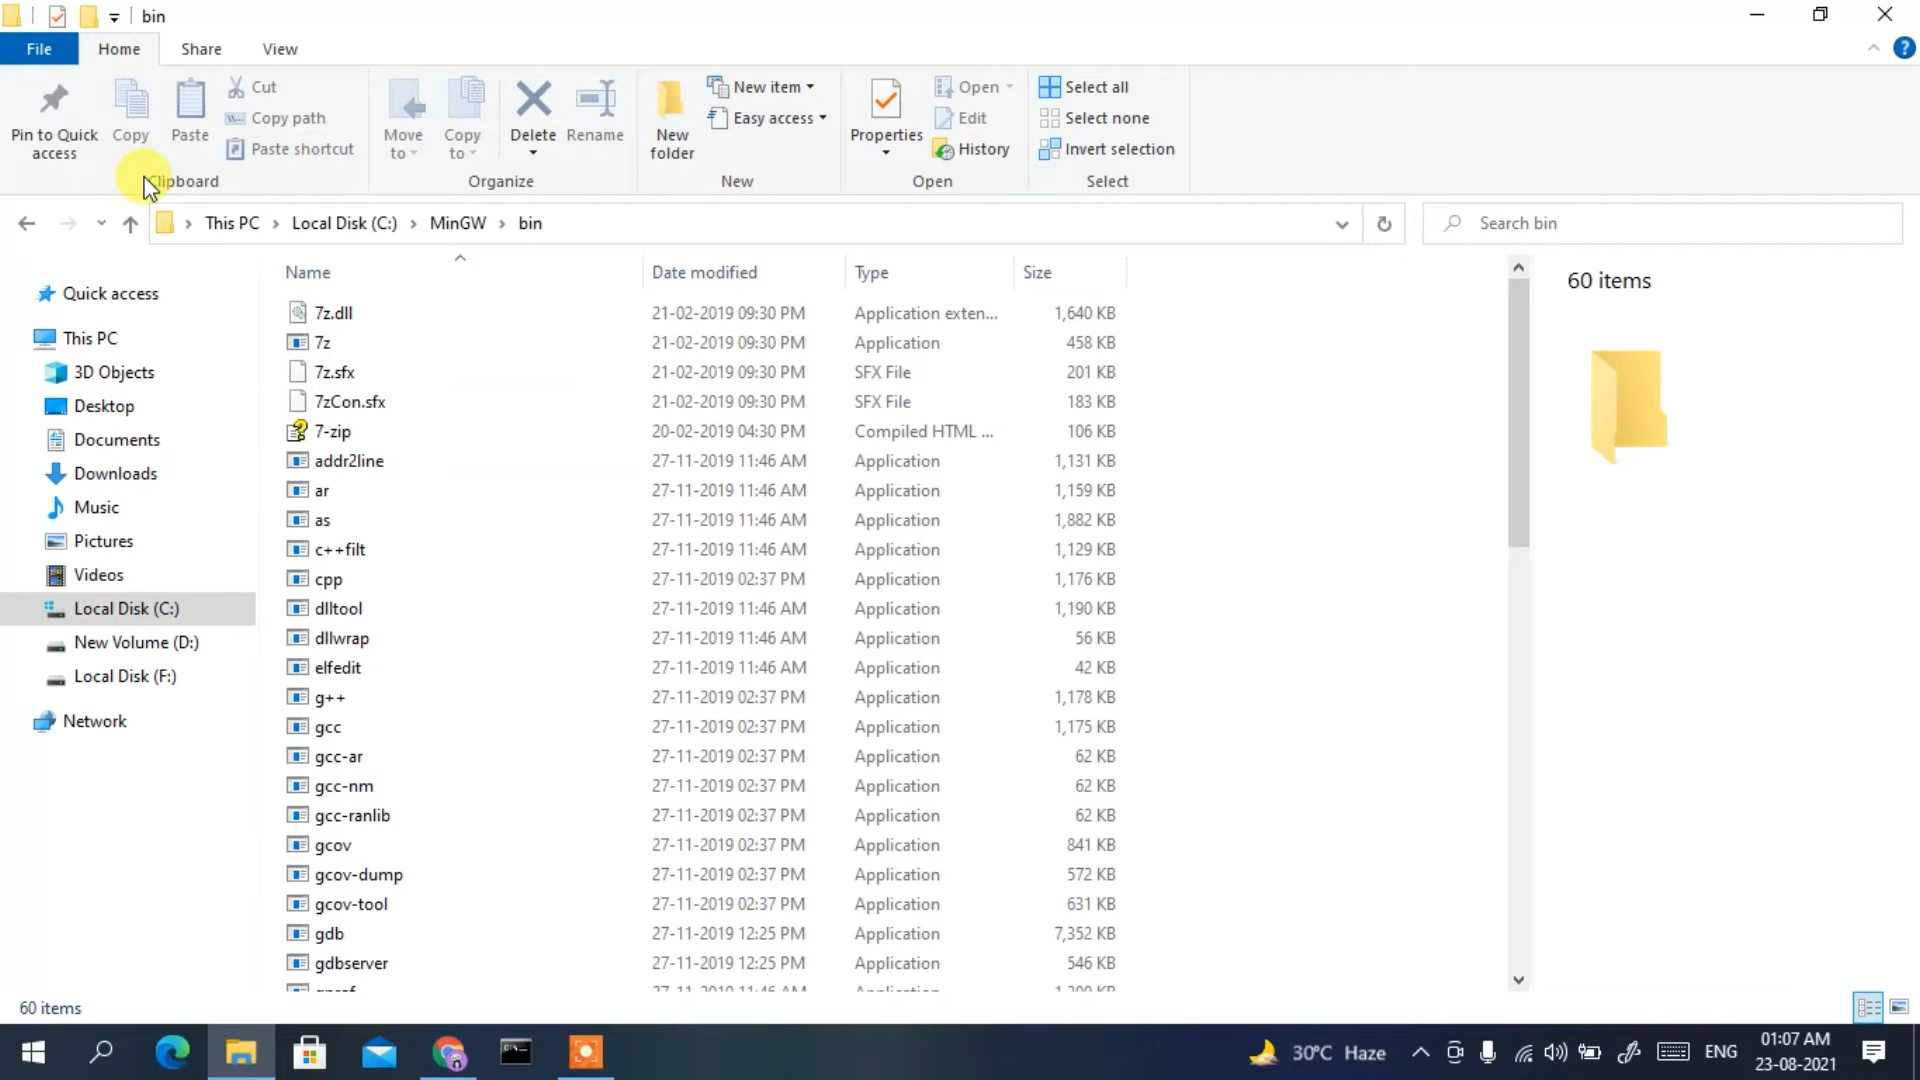 bin
File Home Share View
Pin to Quick access
Copy
Paste
Cut
Copy path
Paste shortcut
Clipboard
Move to
Copy to
Delete
Rename
Organize
New folder
New item
Easy access
New
Properties
Open
Edit
History
Open
Select all
Select none
Invert selection
Select
This PC > Local Disk (C:) > MinGW > bin
Search bin
Quick access
This PC
3D Objects
Desktop
Documents
Downloads
Music
Pictures
Videos
Local Disk (C:)
New Volume (D:)
Local Disk (F:)
Network
Name Date modified Type Size
7z.dll 21-02-2019 09:30 PM Application exten... 1,640 KB
7z 21-02-2019 09:30 PM Application 458 KB
7z.sfx 21-02-2019 09:30 PM SFX File 201 KB
7zCon.sfx 21-02-2019 09:30 PM SFX File 183 KB
7-zip 20-02-2019 04:30 PM Compiled HTML ... 106 KB
addr2line 27-11-2019 11:46 AM Application 1,131 KB
ar 27-11-2019 11:46 AM Application 1,159 KB
as 27-11-2019 11:46 AM Application 1,882 KB
c++filt 27-11-2019 11:46 AM Application 1,129 KB
cpp 27-11-2019 02:37 PM Application 1,176 KB
dlltool 27-11-2019 11:46 AM Application 1,190 KB
dllwrap 27-11-2019 11:46 AM Application 56 KB
elfedit 27-11-2019 11:46 AM Application 42 KB
g++ 27-11-2019 02:37 PM Application 1,178 KB
gcc 27-11-2019 02:37 PM Application 1,175 KB
gcc-ar 27-11-2019 02:37 PM Application 62 KB
gcc-nm 27-11-2019 02:37 PM Application 62 KB
gcc-ranlib 27-11-2019 02:37 PM Application 62 KB
gcov 27-11-2019 02:37 PM Application 841 KB
gcov-dump 27-11-2019 02:37 PM Application 572 KB
gcov-tool 27-11-2019 02:37 PM Application 631 KB
gdb 27-11-2019 12:25 PM Application 7,352 KB
gdbserver 27-11-2019 12:25 PM Application 546 KB
60 items
60 items
30°C Haze
ENG
01:07 AM
23-08-2021